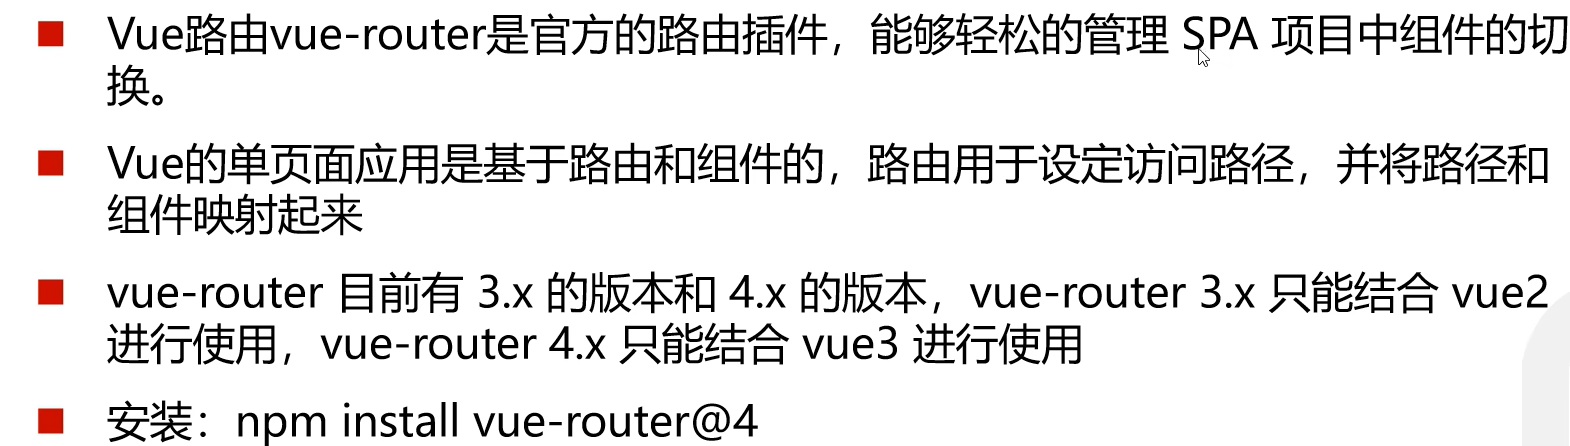 Vue路由vue-router是官方的路由插件，能够轻松的管理 SPA 项目中组件的切
换。
Vue的单页面应用是基于路由和组件的，路由用于设定访问路径，并将路径和
组件映射起来
vue-router 目前有 3.x 的版本和 4.x 的版本，vue-router 3.x 只能结合 vue2
进行使用，vue-router 4.x 只能结合 vue3 进行使用
安装：npm install vue-router@4